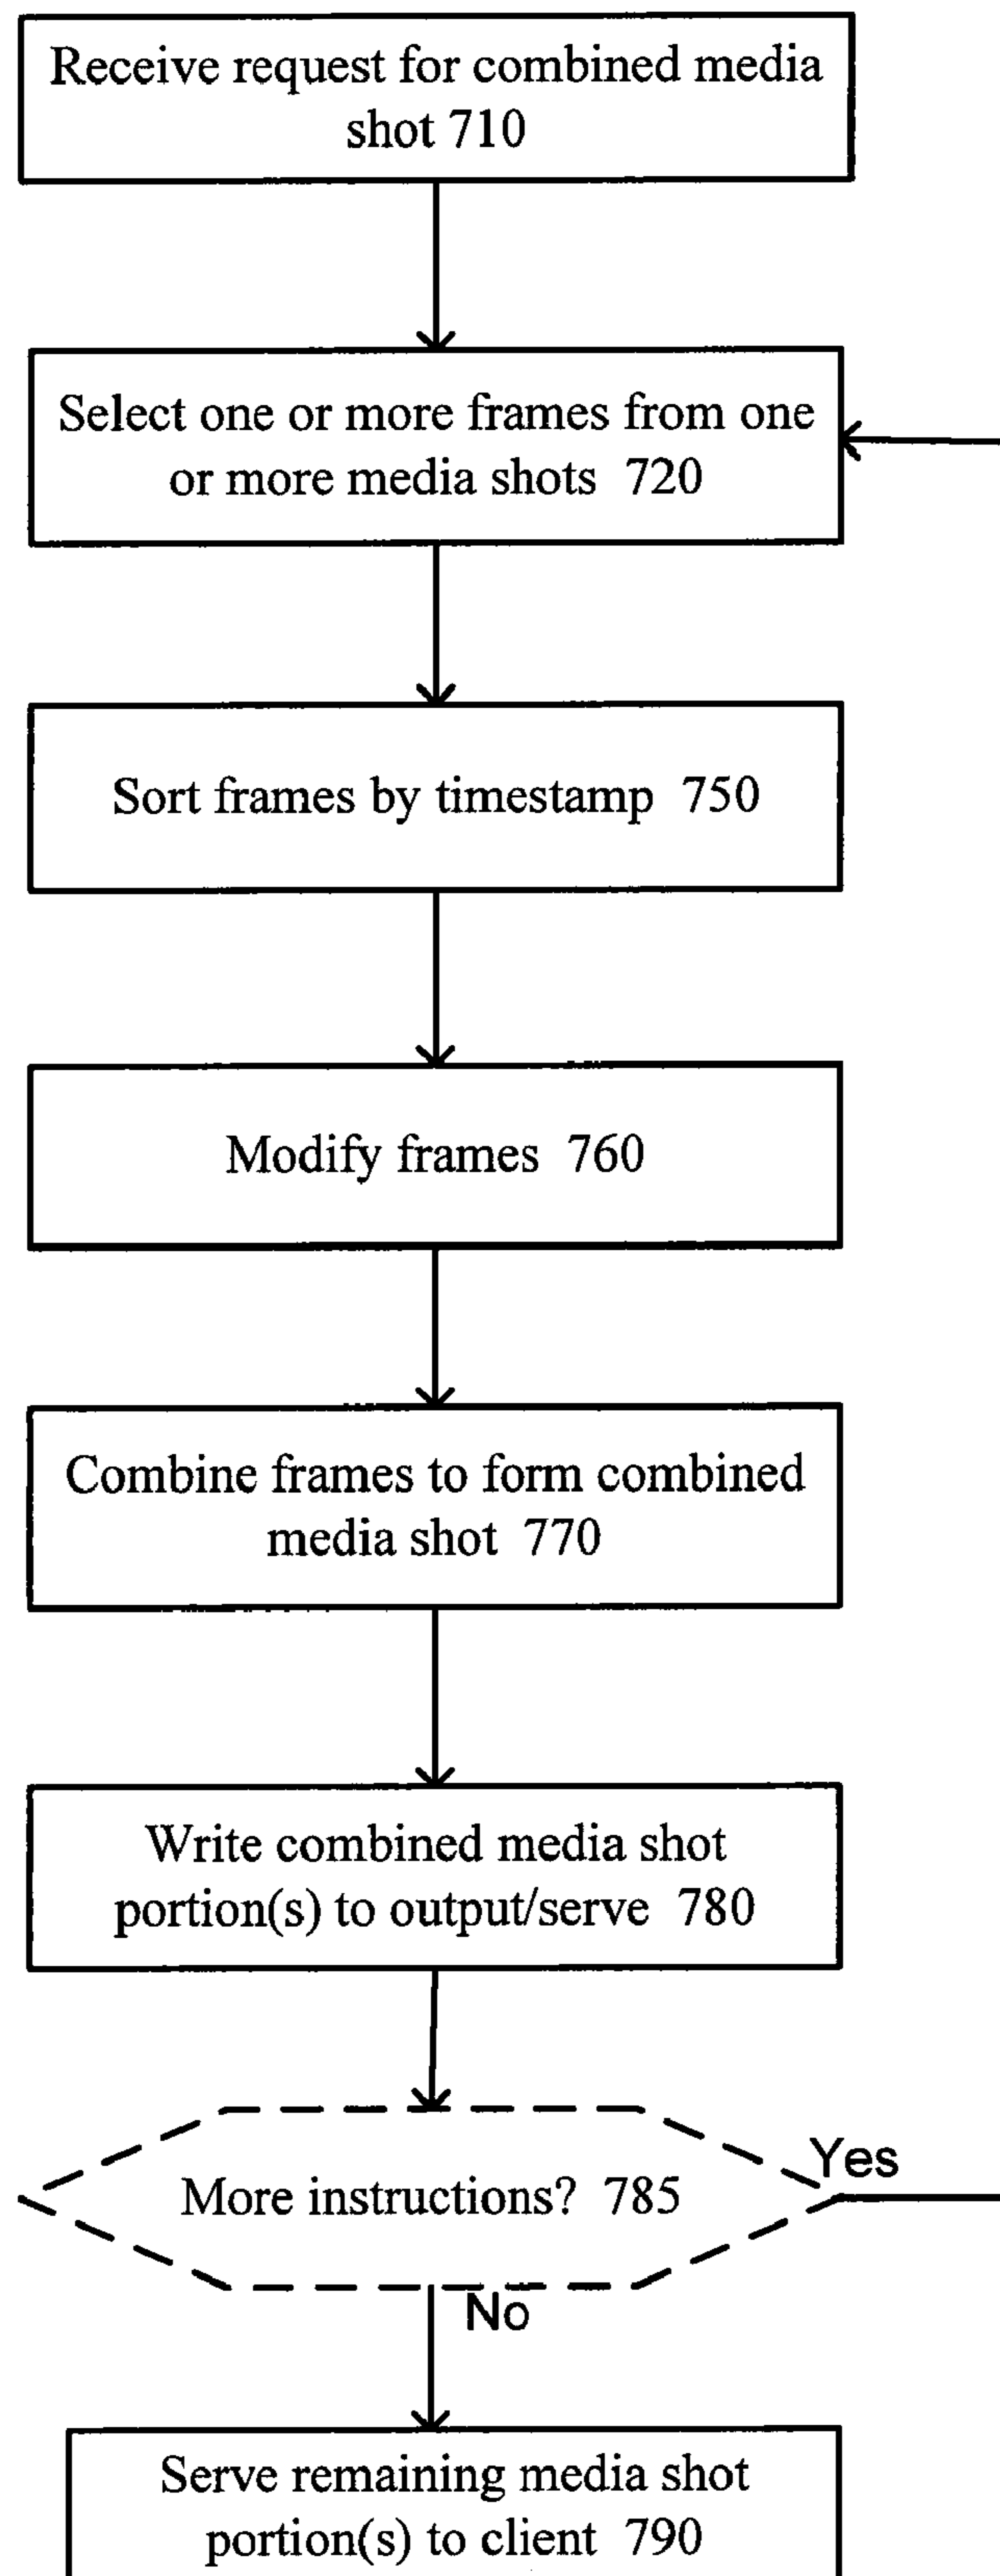 Receive request for combined media
shot 710
Select one or more frames from one
or more media shots 720
Sort frames by timestamp 750
Modify frames 760
Combine frames to form combined
media shot 770
Write combined media shot
portion(s) to output/serve 780
More instructions? 785
Yes
No
Serve remaining media shot
portion(s) to client 790